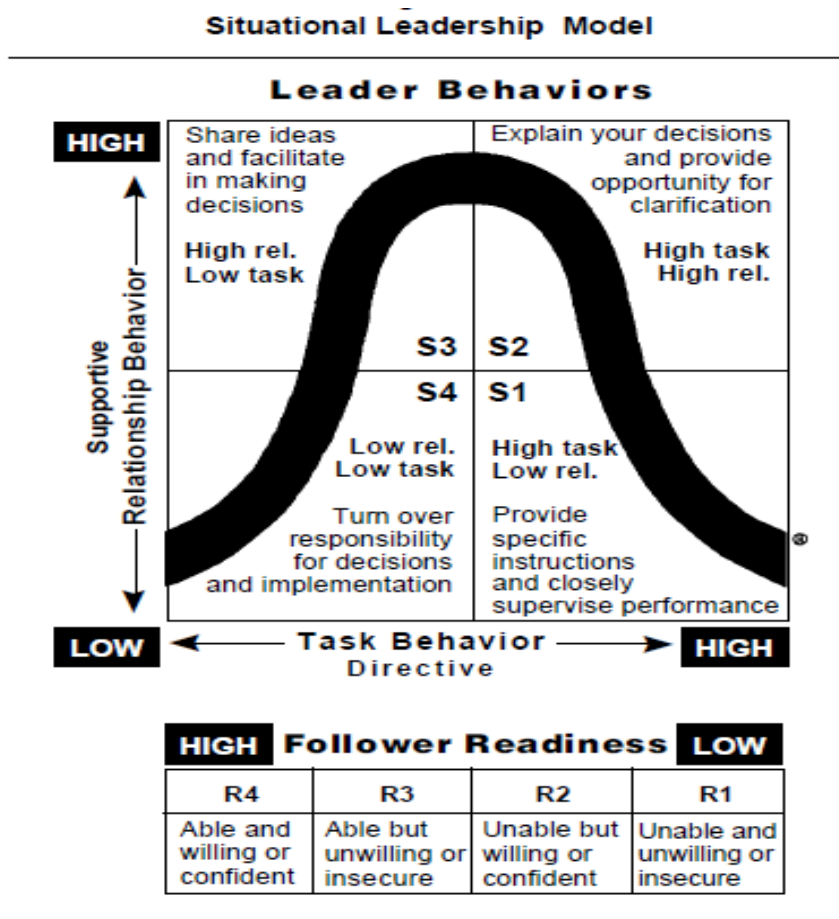 Situational Leadership Model
Leader Behaviors
HIGH
Share ideas
and facilitate
in making
decisions
High rel.
Low task
Explain your decisions
and provide
opportunity for
clarification
High task
High rel.
S3
S2
S4
S1
Low rel.
Low task
Turn over
responsibility
for decisions
and implementation
High task
Low rel.
Provide
specific
instructions
and closely
supervise performance
®
Supportive
Relationship Behavior
LOW
Task Behavior
Directive
HIGH
HIGH Follower Readiness LOW
R4
R3
R2
R1
Able and
willing or
confident
Able but
unwilling or
insecure
Unable but
willing or
confident
Unable and
unwilling or
insecure